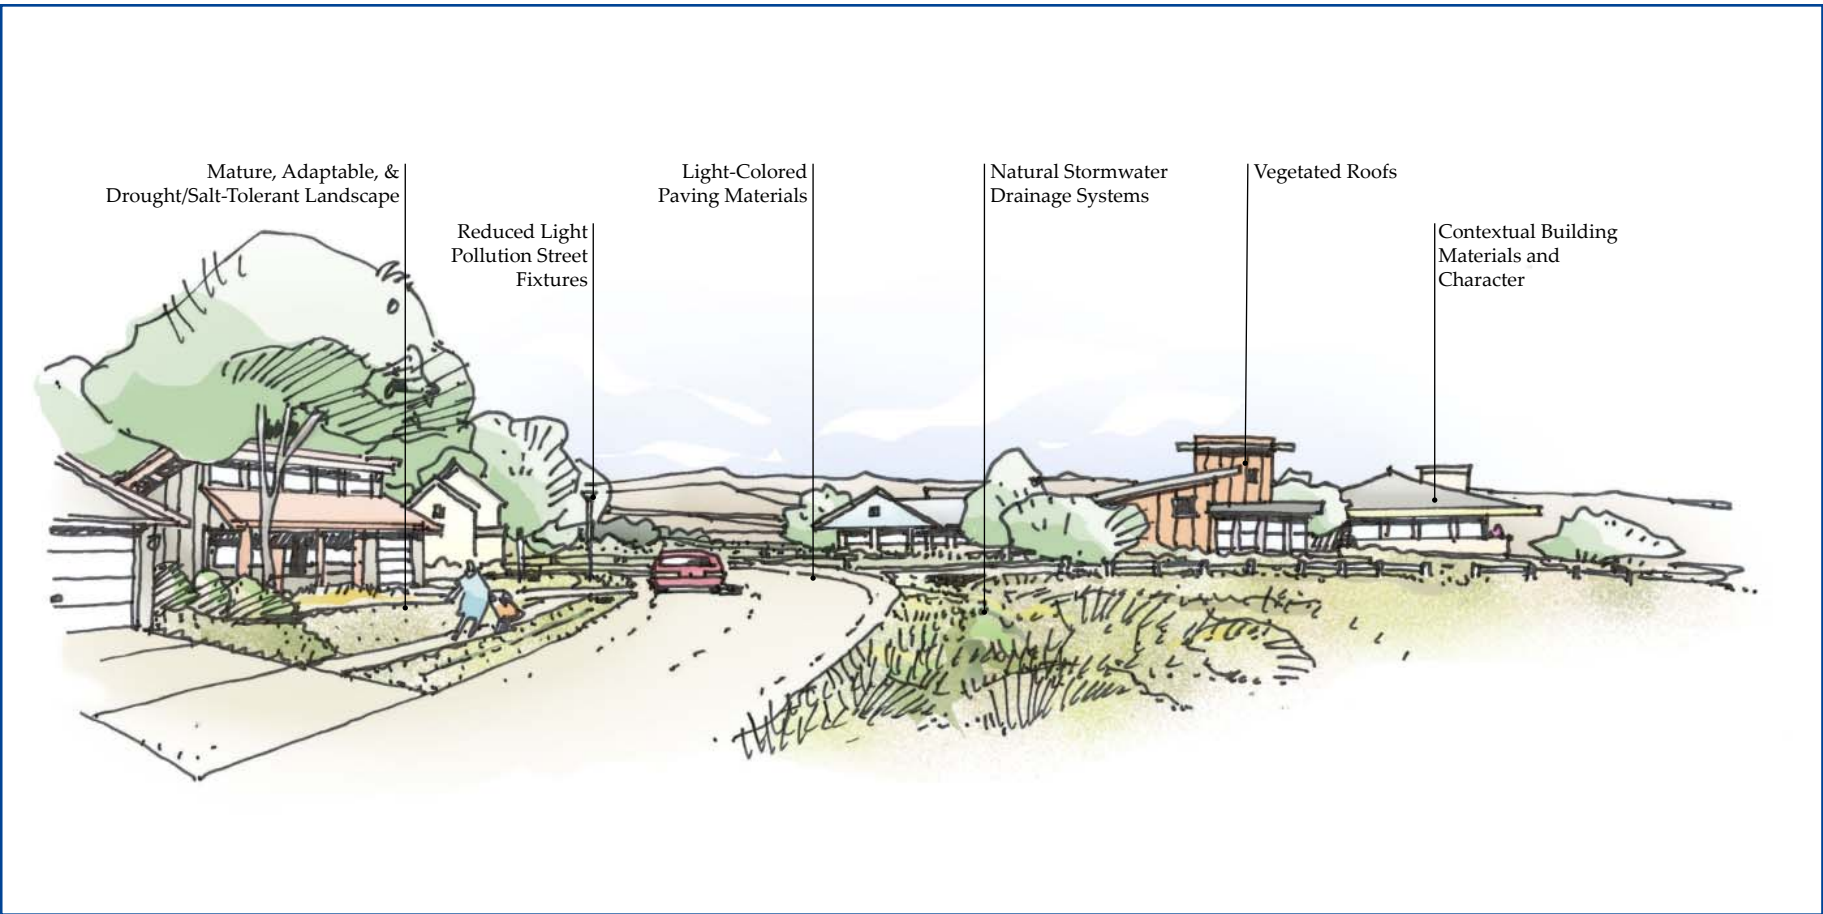 Mature, Adaptable, &
Drought/Salt-Tolerant Landscape
Reduced Light
Pollution Street
Fixtures
Light-Colored
Paving Materials
Natural Stormwater
Drainage Systems
Vegetated Roofs
Contextual Building
Materials and
Character